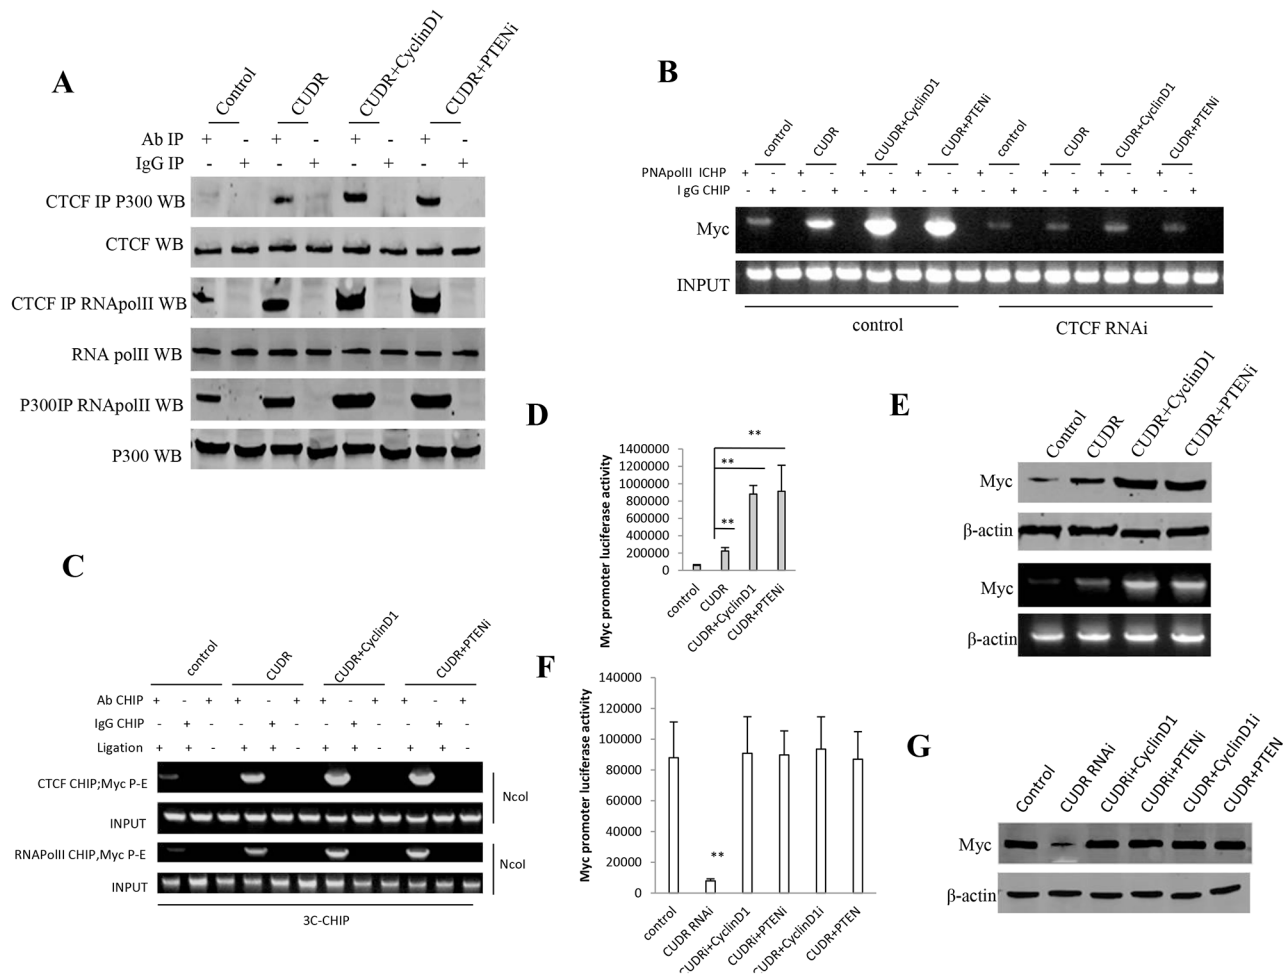 A
Control
CUDR
CUDR+CyclinD1
CUDR+PTENi
Ab IP + - + - + - + -
IgG IP - + - + - + - +
CTCF IP P300 WB
CTCF WB
CTCF IP RNApolII WB
RNA polII WB
P300IP RNApolII WB
P300 WB
B
control
CUDR
CUUDR+CyclinD1
CUDR+PTENi
control
CUDR
CUDR+CyclinD1
CUDR+PTENi
PNApolII ICHP + - + - + - + - + - + - + - + -
I gG CHIP - + - + - + - + - + - + - + - +
Myc
INPUT
control
CTCF RNAi
C
control
CUDR
CUDR+CyclinD1
CUDR+PTENi
Ab CHIP + - + + - + + - + + - +
IgG CHIP - + - - + - - + - - + -
Ligation + + - + + - + + - + + -
CTCF CHIP;Myc P-E
INPUT
NcoI
RNAPolII CHIP,Myc P-E
INPUT
NcoI
3C-CHIP
D
Myc promoter luciferase activity
1400000
1200000
1000000
800000
600000
400000
200000
0
**
**
**
control
CUDR
CUDR+CyclinD1
CUDR+PTENi
E
Control
CUDR
CUDR+CyclinD1
CUDR+PTENi
Myc
β-actin
Myc
β-actin
F
Myc promoter luciferase activity
140000
120000
100000
80000
60000
40000
20000
0
**
control
CUDR RNAi
CUDRi+CyclinD1
CUDRi+PTENi
CUDR+CyclinD1i
CUDR+PTEN
G
Control
CUDR RNAi
CUDRi+CyclinD1
CUDRi+PTENi
CUDR+CyclinD1i
CUDR+PTEN
Myc
β-actin